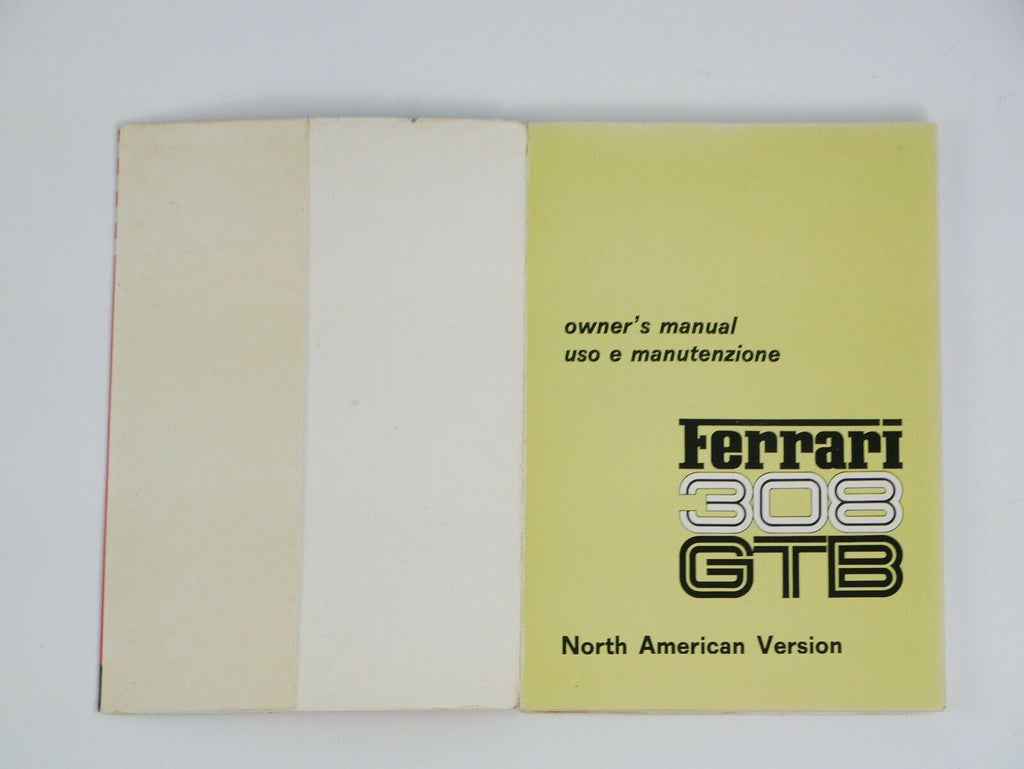 owner's manual
uso e manutenzione
Ferrari
308
GTB
North American Version